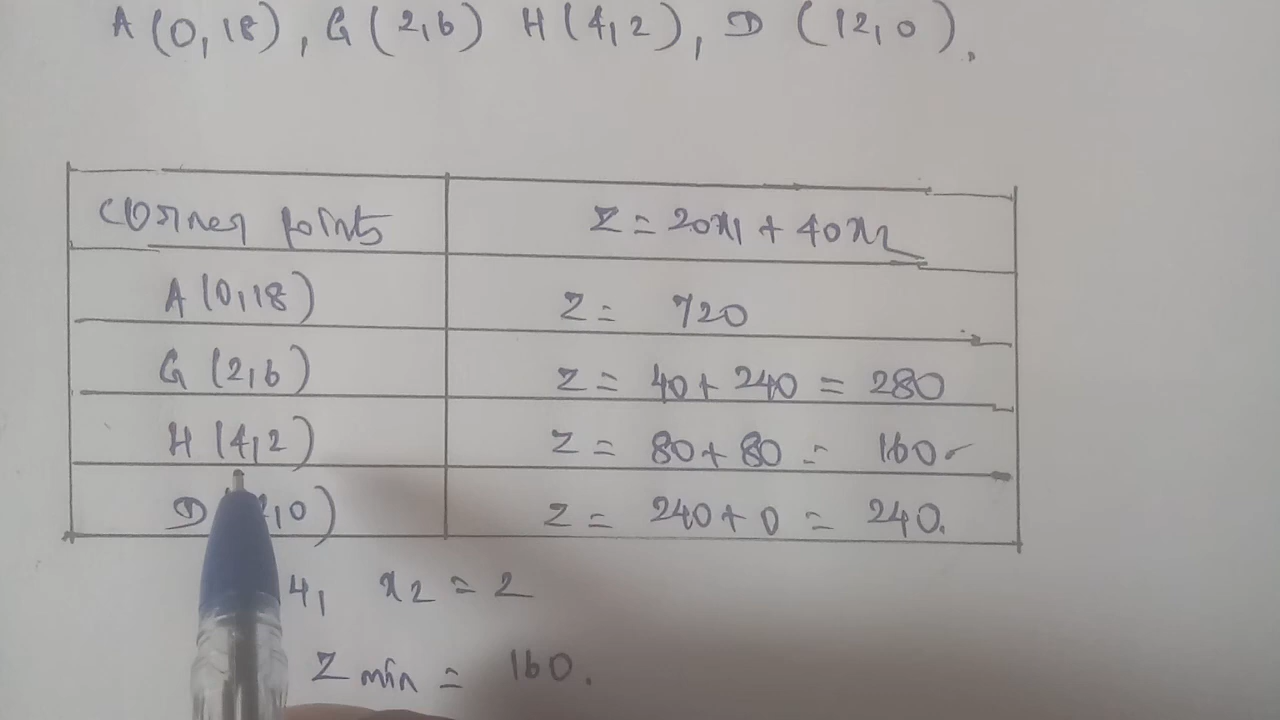 A (0,18), G (2,6) H (4,2), D (12,0).
corner points Z = 20x1 + 40x2
A (0,18) Z = 720
G (2,6) Z = 40 + 240 = 280
H (4,2) Z = 80 + 80 = 160
D ,0) Z = 240 + 0 = 240.
4, x2 = 2
Z min = 160.